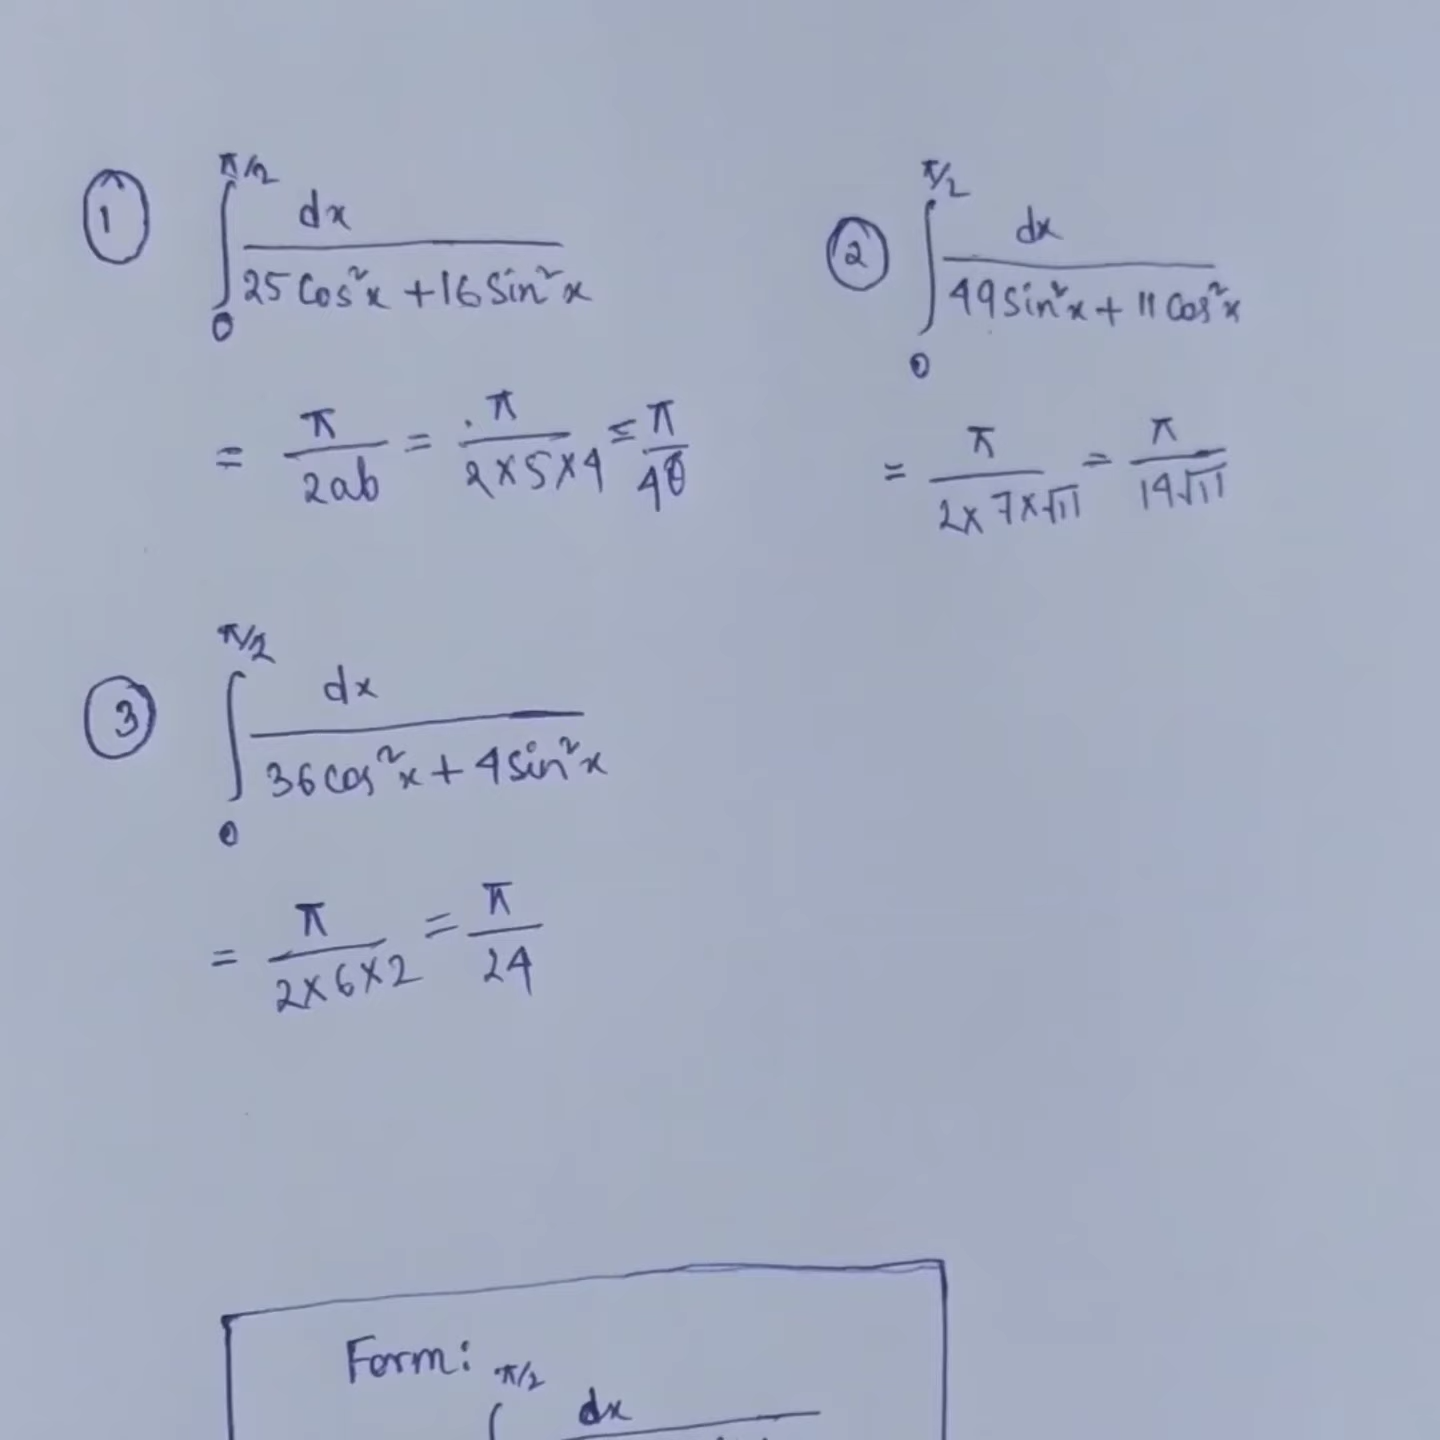 ① ∫₀^{π/2} dx / (25 Cos²x + 16 Sin²x)
= π / 2ab = π / (2×5×4) = π / 40
② ∫₀^{π/2} dx / (49 Sin²x + 11 Cos²x)
= π / (2×7×√11) = π / 14√11
③ ∫₀^{π/2} dx / (36 cos²x + 4 sin²x)
= π / (2×6×2) = π / 24
Form:
∫^{π/2} dx